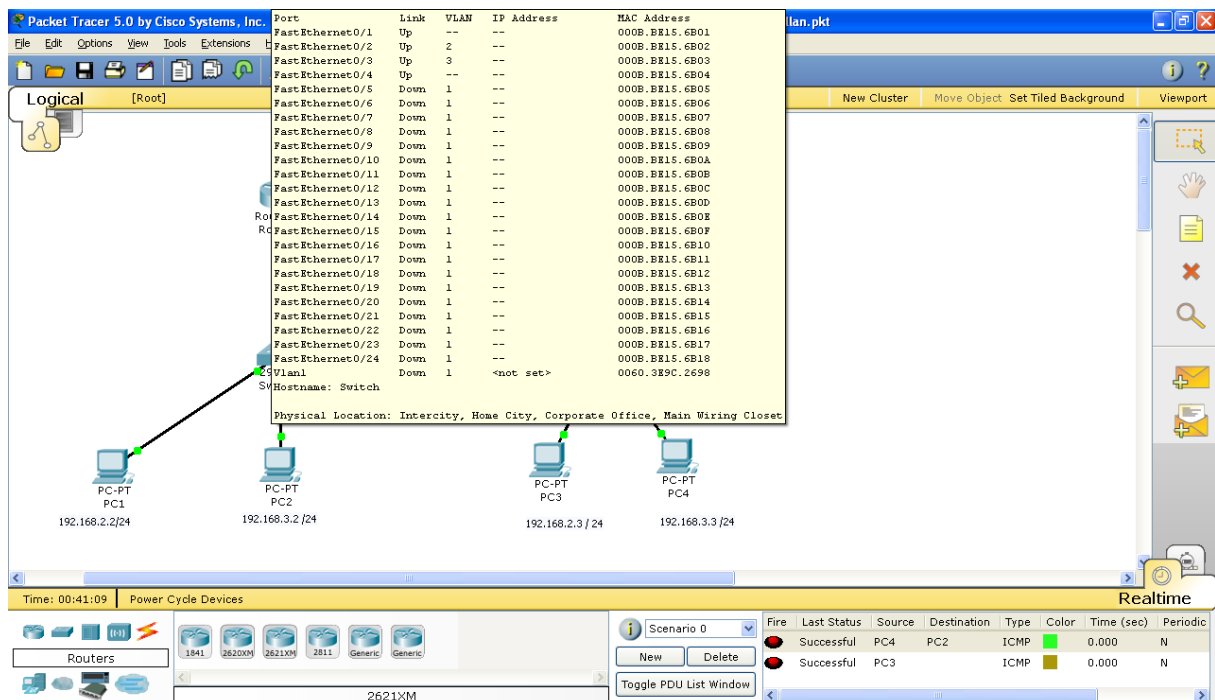 Packet Tracer 5.0 by Cisco Systems, Inc.
llan.pkt
File Edit Options View Tools Extensions
Logical [Root] New Cluster Move Object Set Tiled Background Viewport
Port Link VLAN IP Address MAC Address
FastEthernet0/1 Up -- -- 000B.BE15.6B01
FastEthernet0/2 Up 2 -- 000B.BE15.6B02
FastEthernet0/3 Up 3 -- 000B.BE15.6B03
FastEthernet0/4 Up -- -- 000B.BE15.6B04
FastEthernet0/5 Down 1 -- 000B.BE15.6B05
FastEthernet0/6 Down 1 -- 000B.BE15.6B06
FastEthernet0/7 Down 1 -- 000B.BE15.6B07
FastEthernet0/8 Down 1 -- 000B.BE15.6B08
FastEthernet0/9 Down 1 -- 000B.BE15.6B09
FastEthernet0/10 Down 1 -- 000B.BE15.6B0A
FastEthernet0/11 Down 1 -- 000B.BE15.6B0B
FastEthernet0/12 Down 1 -- 000B.BE15.6B0C
FastEthernet0/13 Down 1 -- 000B.BE15.6B0D
FastEthernet0/14 Down 1 -- 000B.BE15.6B0E
FastEthernet0/15 Down 1 -- 000B.BE15.6B0F
FastEthernet0/16 Down 1 -- 000B.BE15.6B10
FastEthernet0/17 Down 1 -- 000B.BE15.6B11
FastEthernet0/18 Down 1 -- 000B.BE15.6B12
FastEthernet0/19 Down 1 -- 000B.BE15.6B13
FastEthernet0/20 Down 1 -- 000B.BE15.6B14
FastEthernet0/21 Down 1 -- 000B.BE15.6B15
FastEthernet0/22 Down 1 -- 000B.BE15.6B16
FastEthernet0/23 Down 1 -- 000B.BE15.6B17
FastEthernet0/24 Down 1 -- 000B.BE15.6B18
Vlan1 Down 1 <not set> 0060.3E9C.2698
Hostname: Switch
Physical Location: Intercity, Home City, Corporate Office, Main Wiring Closet
PC-PT
PC1
192.168.2.2/24
PC-PT
PC2
192.168.3.2 /24
PC-PT
PC3
192.168.2.3 / 24
PC-PT
PC4
192.168.3.3 /24
Time: 00:41:09 Power Cycle Devices Realtime
Routers
1841 2620XM 2621XM 2811 Generic Generic
2621XM
Scenario 0
New Delete
Toggle PDU List Window
Fire Last Status Source Destination Type Color Time (sec) Periodic
Successful PC4 PC2 ICMP 0.000 N
Successful PC3 ICMP 0.000 N